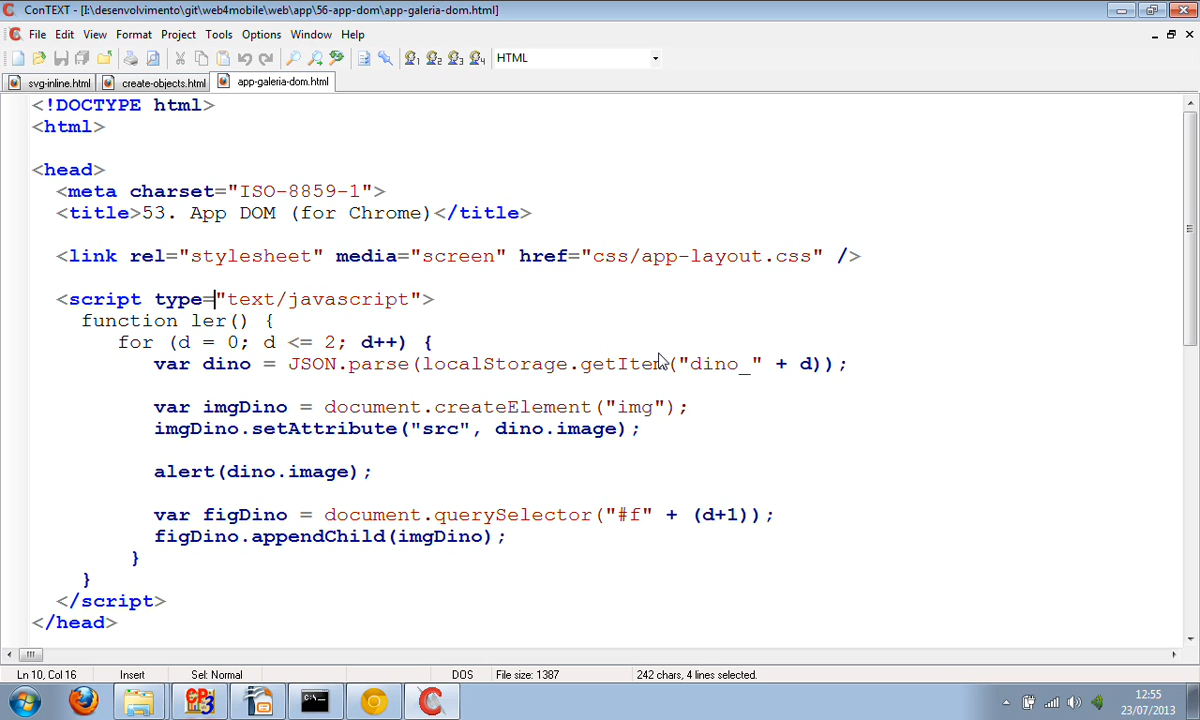 ConTEXT - [I:\desenvolvimento\git\web4mobile\web\app\56-app-dom\app-galeria-dom.html]
File Edit View Format Project Tools Options Window Help
HTML
svg-inline.html create-objects.html app-galeria-dom.html
<!DOCTYPE html>
<html>
<head>
<meta charset="ISO-8859-1">
<title>53. App DOM (for Chrome)</title>
<link rel="stylesheet" media="screen" href="css/app-layout.css" />
<script type="text/javascript">
function ler() {
for (d = 0; d <= 2; d++) {
var dino = JSON.parse(localStorage.getItem("dino_" + d));
var imgDino = document.createElement("img");
imgDino.setAttribute("src", dino.image);
alert(dino.image);
var figDino = document.querySelector("#f" + (d+1));
figDino.appendChild(imgDino);
}
}
</script>
</head>
Ln 10, Col 16 Insert Sel: Normal DOS File size: 1387 242 chars, 4 lines selected.
12:55
23/07/2013